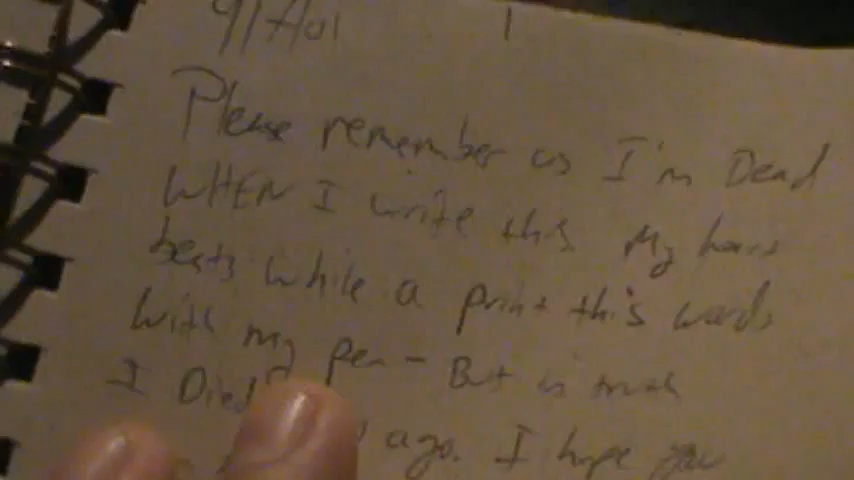 Please remember as I'm Dead
WHEN I write this My heart
beats while a print this words
With my pen - But is truth
I Died
ago. I hope you